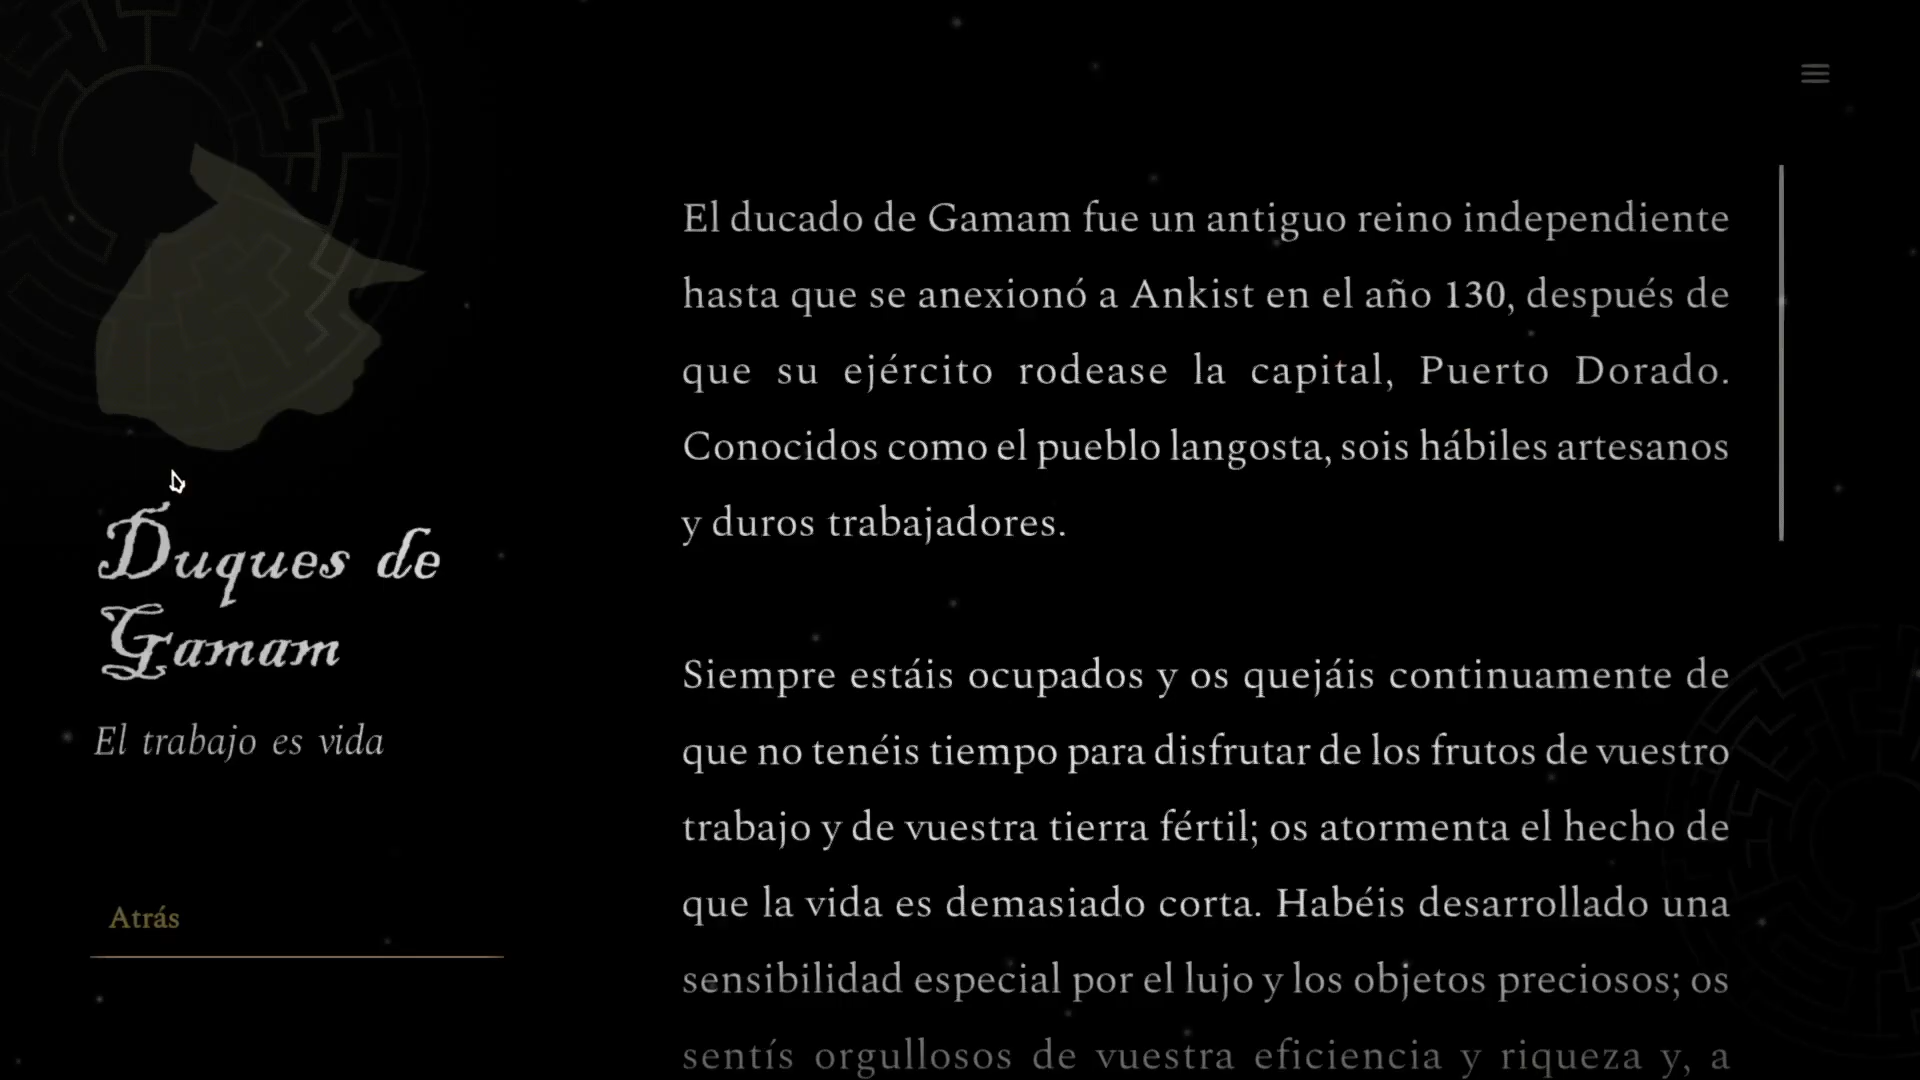 El ducado de Gamam fue un antiguo reino independiente
hasta que se anexionó a Ankist en el año 130, después de
que su ejército rodease la capital, Puerto Dorado.
Conocidos como el pueblo langosta, sois hábiles artesanos
y duros trabajadores.
Siempre estáis ocupados y os quejáis continuamente de
que no tenéis tiempo para disfrutar de los frutos de vuestro
trabajo y de vuestra tierra fértil; os atormenta el hecho de
que la vida es demasiado corta. Habéis desarrollado una
sensibilidad especial por el lujo y los objetos preciosos; os
sentís orgullosos de vuestra eficiencia y riqueza y, a
Duques de
Gamam
El trabajo es vida
Atrás